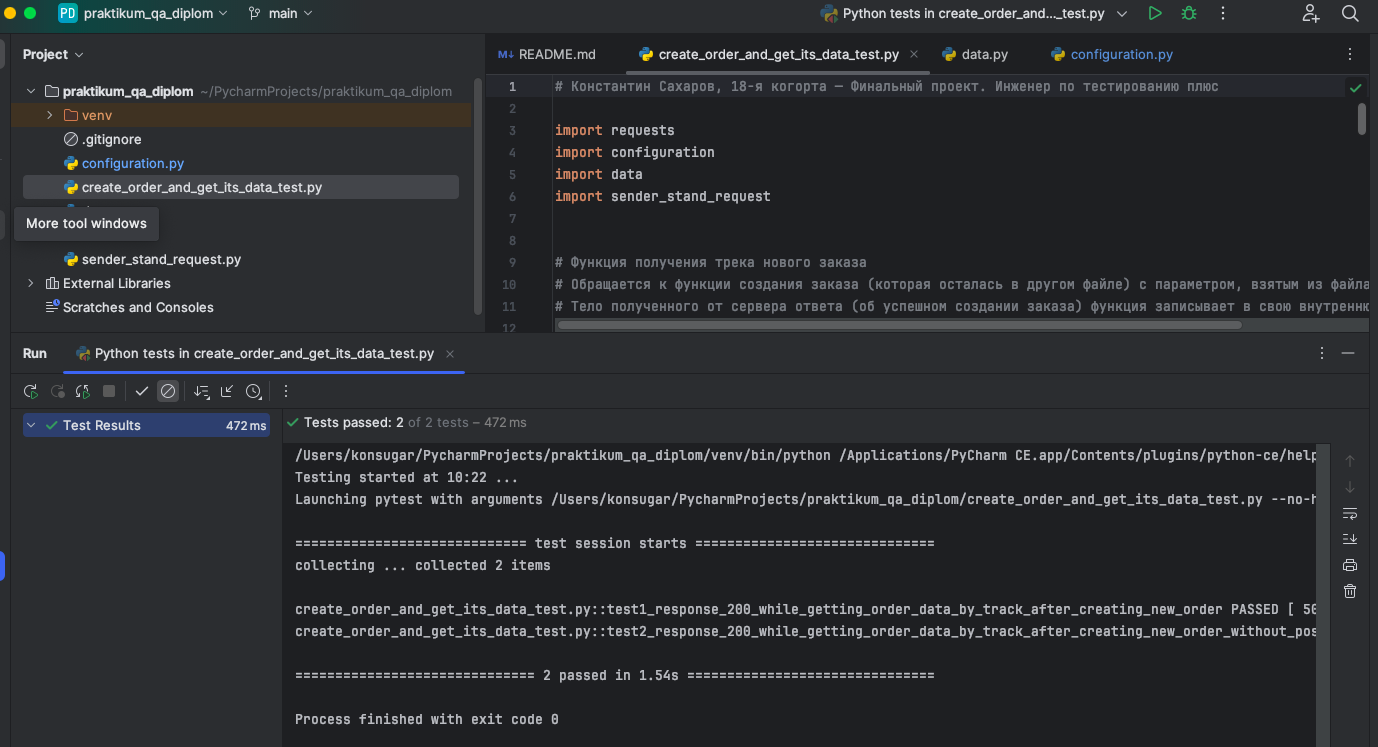 PD praktikum_qa_diplom main Python tests in create_order_and..._test.py
Project
praktikum_qa_diplom ~/PycharmProjects/praktikum_qa_diplom
venv
.gitignore
configuration.py
create_order_and_get_its_data_test.py
More tool windows
sender_stand_request.py
External Libraries
Scratches and Consoles
README.md create_order_and_get_its_data_test.py data.py configuration.py
1 # Константин Сахаров, 18-я когорта — Финальный проект. Инженер по тестированию плюс
2
3 import requests
4 import configuration
5 import data
6 import sender_stand_request
7
8
9 # Функция получения трека нового заказа
10 # Обращается к функции создания заказа (которая осталась в другом файле) с параметром, взятым из файла
11 # Тело полученного от сервера ответа (об успешном создании заказа) функция записывает в свою внутренню
12
Run Python tests in create_order_and_get_its_data_test.py
Test Results 472 ms
Tests passed: 2 of 2 tests – 472 ms
/Users/konsugar/PycharmProjects/praktikum_qa_diplom/venv/bin/python /Applications/PyCharm CE.app/Contents/plugins/python-ce/help
Testing started at 10:22 ...
Launching pytest with arguments /Users/konsugar/PycharmProjects/praktikum_qa_diplom/create_order_and_get_its_data_test.py --no-h
============================= test session starts ==============================
collecting ... collected 2 items
create_order_and_get_its_data_test.py::test1_response_200_while_getting_order_data_by_track_after_creating_new_order PASSED [ 50
create_order_and_get_its_data_test.py::test2_response_200_while_getting_order_data_by_track_after_creating_new_order_without_pos
============================== 2 passed in 1.54s ===============================
Process finished with exit code 0